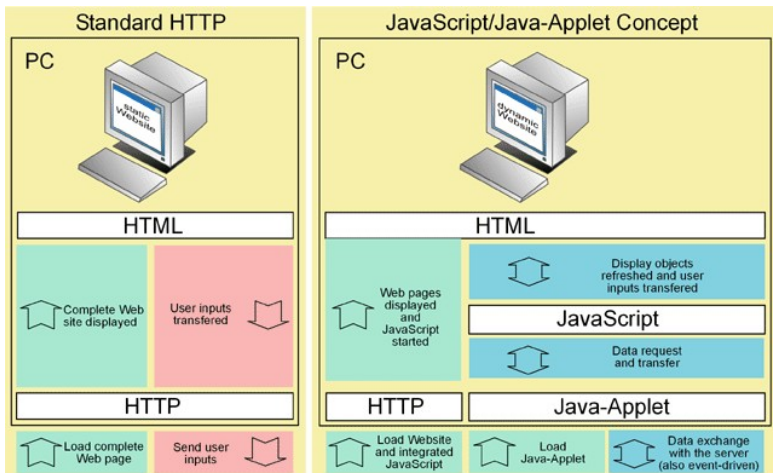 Standard HTTP
PC
static
Website
HTML
Complete Web
site displayed
User inputs
transfered
HTTP
Load complete
Web page
Send user
inputs
JavaScript/Java-Applet Concept
PC
dynamic
Website
HTML
Web pages
displayed
and
JavaScript
started
Display objects
refreshed and user
inputs transferred
JavaScript
Data request
and transfer
HTTP
Java-Applet
Load Website
and integrated
JavaScript
Load
Java-Applet
Data exchange
with the server
(also event-driven)